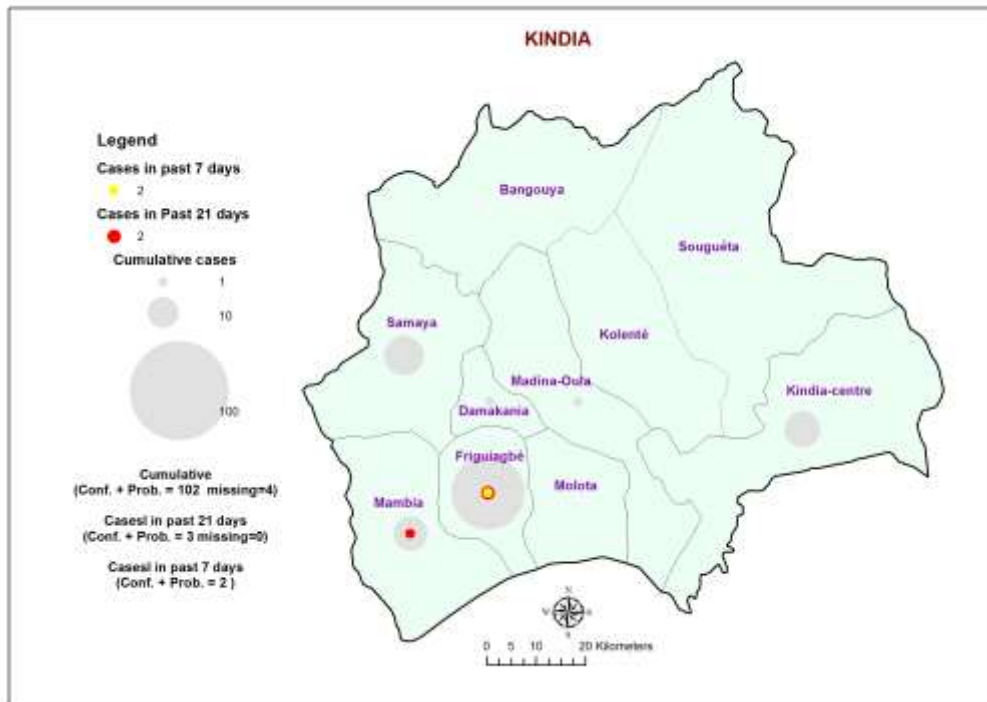 KINDIA
Legend
Cases in past 7 days
2
Cases in Past 21 days
2
Cumulative cases
1
10
100
Cumulative
(Conf. + Prob. = 102 missing=4)
Casesl in past 21 days
(Conf. + Prob. = 3 missing=0)
Casesl in past 7 days
(Conf. + Prob. = 2 )
Bangouya
Souguéta
Samaya
Kolenté
Madina-Oula
Kindia-centre
Damakania
Friguiagbé
Mambia
Molota
N
S
0 5 10 20 Kilometers